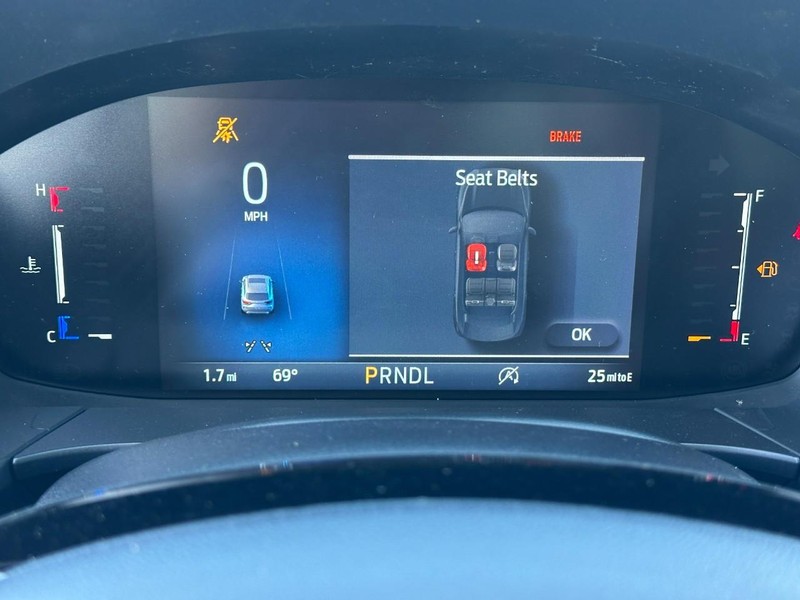 BRAKE
Seat Belts
0
MPH
H
F
!
C
OK
E
1.7 mi 69° PRNDL 25 mi to E